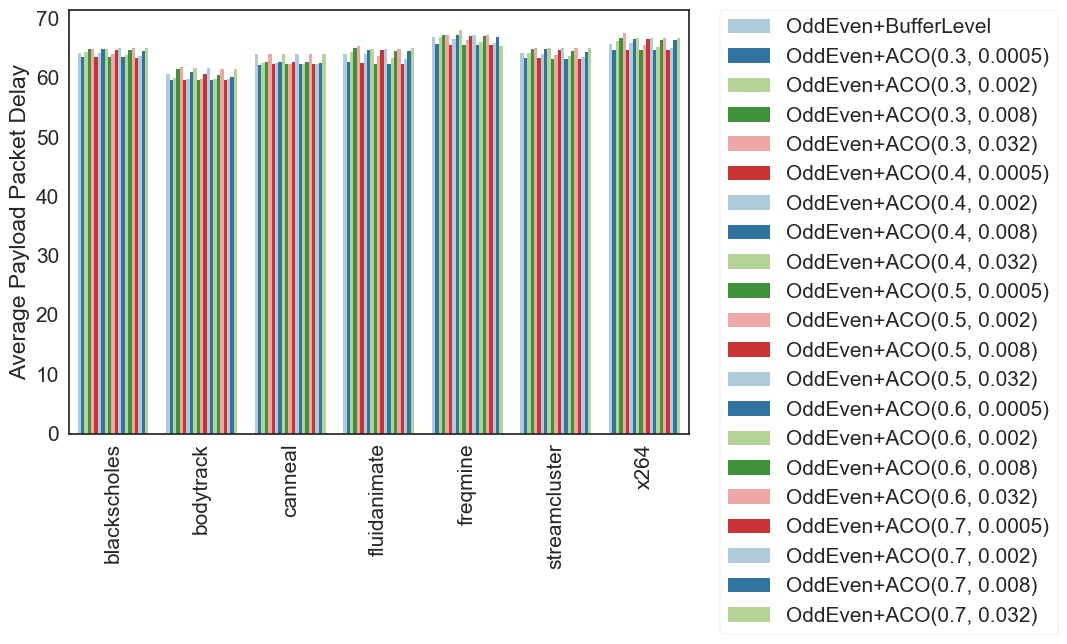 Average Payload Packet Delay
70
60
50
40
30
20
10
0
blackscholes
bodytrack
canneal
fluidanimate
freqmine
streamcluster
x264
OddEven+BufferLevel
OddEven+ACO(0.3, 0.0005)
OddEven+ACO(0.3, 0.002)
OddEven+ACO(0.3, 0.008)
OddEven+ACO(0.3, 0.032)
OddEven+ACO(0.4, 0.0005)
OddEven+ACO(0.4, 0.002)
OddEven+ACO(0.4, 0.008)
OddEven+ACO(0.4, 0.032)
OddEven+ACO(0.5, 0.0005)
OddEven+ACO(0.5, 0.002)
OddEven+ACO(0.5, 0.008)
OddEven+ACO(0.5, 0.032)
OddEven+ACO(0.6, 0.0005)
OddEven+ACO(0.6, 0.002)
OddEven+ACO(0.6, 0.008)
OddEven+ACO(0.6, 0.032)
OddEven+ACO(0.7, 0.0005)
OddEven+ACO(0.7, 0.002)
OddEven+ACO(0.7, 0.008)
OddEven+ACO(0.7, 0.032)